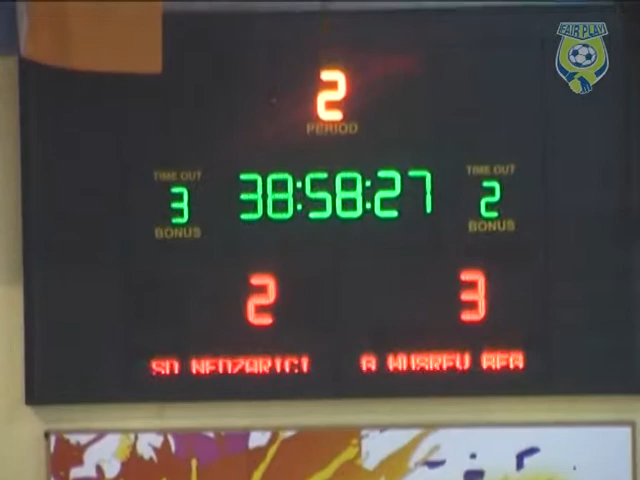 FAIR PLAY
2
PERIOD
TIME OUT TIME OUT
3 38:58:27 2
BONUS BONUS
2 3
SD NEDZARICI